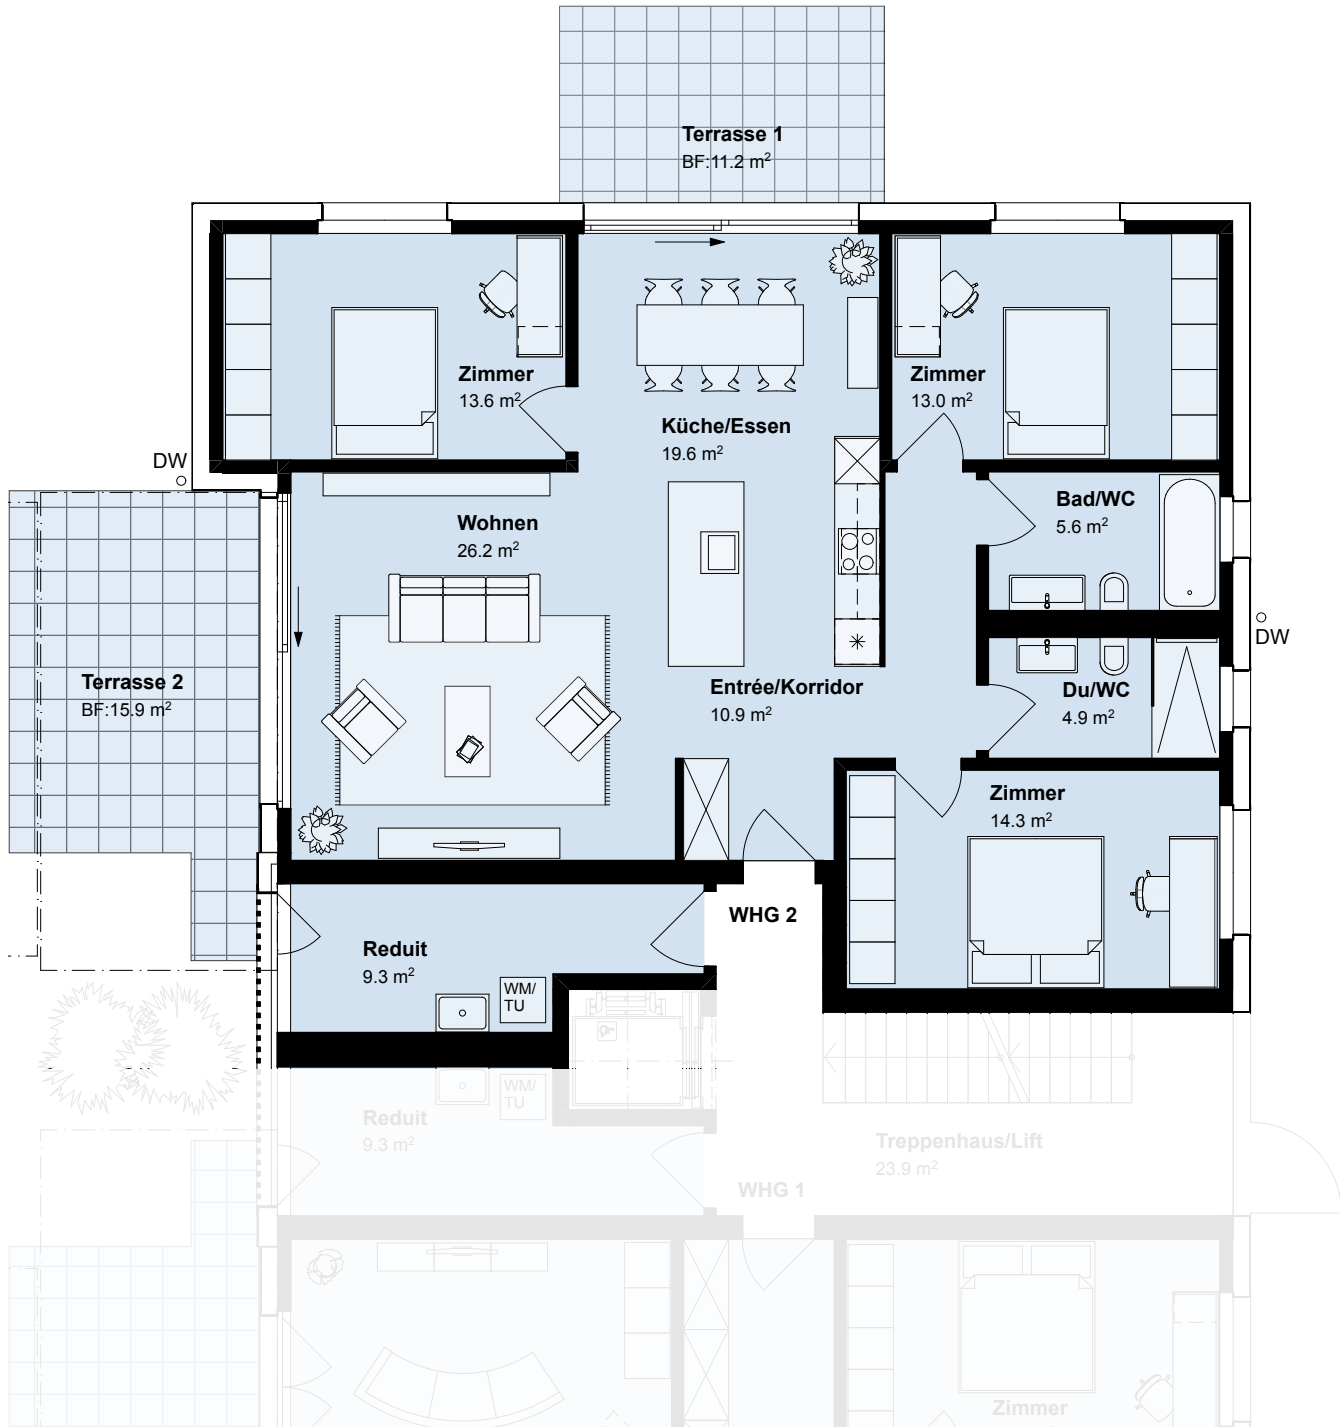 Terrasse 1
BF:11.2 m²
Zimmer
13.6 m²
Zimmer
13.0 m²
Küche/Essen
19.6 m²
DW
Wohnen
26.2 m²
Bad/WC
5.6 m²
DW
Terrasse 2
BF:15.9 m²
Entrée/Korridor
10.9 m²
Du/WC
4.9 m²
Zimmer
14.3 m²
WHG 2
Reduit
9.3 m²
WM/
TU
WM/
TU
Reduit
9.3 m²
Treppenhaus/Lift
23.9 m²
WHG 1
Zimmer